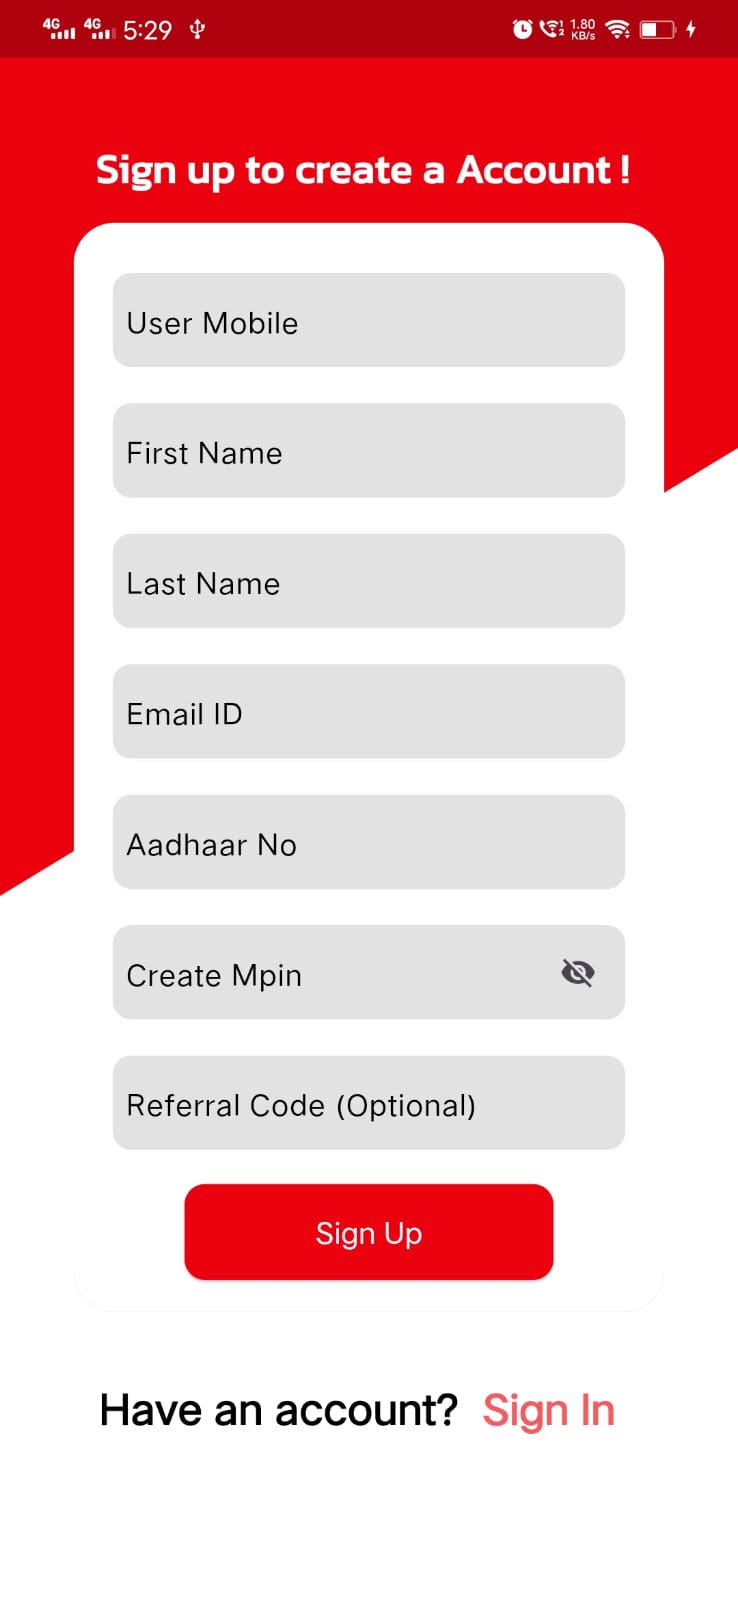 4G 4G 5:29 1.80 KB/s
Sign up to create a Account !
User Mobile
First Name
Last Name
Email ID
Aadhaar No
Create Mpin
Referral Code (Optional)
Sign Up
Have an account? Sign In